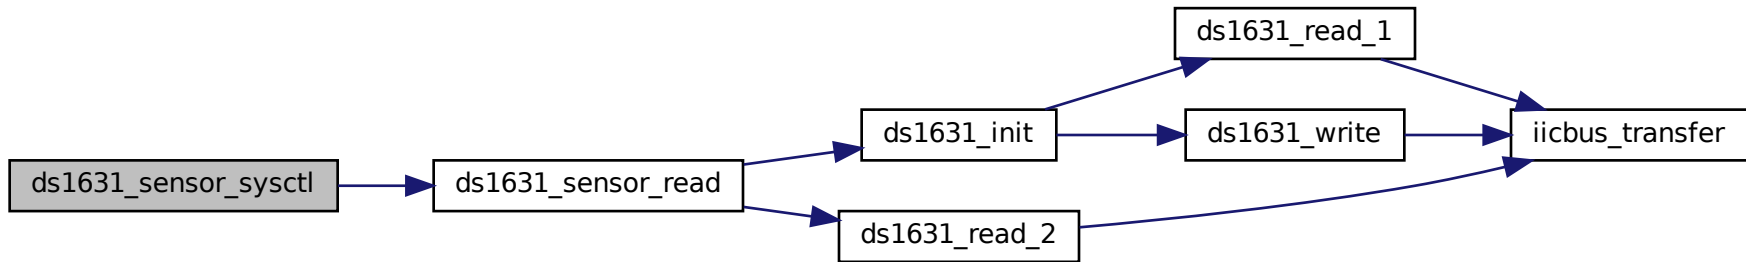 ds1631_sensor_sysctl
ds1631_sensor_read
ds1631_init
ds1631_read_2
ds1631_read_1
ds1631_write
iicbus_transfer